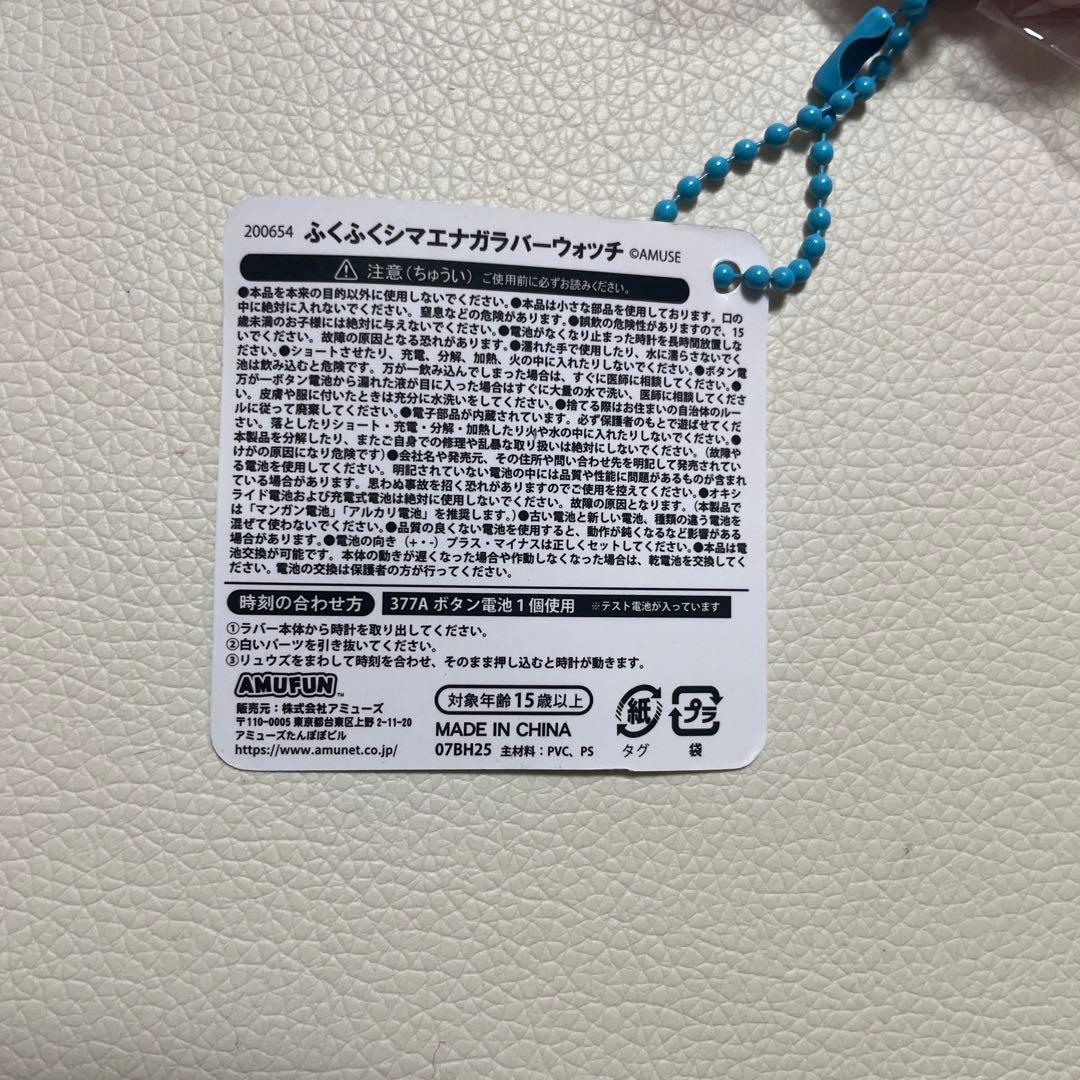 200654 ふくふくシマエナガラバーウォッチ ©AMUSE
注意(ちゅうい) ご使用前に必ずお読みください。
●本品を本来の目的以外に使用しないでください。●本品は小さな部品を使用しております。口の
中に絶対に入れないでください。窒息などの危険があります。●誤飲の危険性がありますので、15
歳未満のお子様には絶対に与えないでください。●電池がなくなり止まった時計を長時間放置しな
いでください。故障の原因となる恐れがあります。●濡れた手で使用したり、水に濡らさないでく
ださい。●ショートさせたり、充電、分解、加熱、火の中に入れたりしないでください。●ボタン電
池は飲み込むと危険です。万が一飲み込んでしまった場合は、すぐに医師に相談してください。●
万が一ボタン電池から漏れた液が目に入った場合はすぐに大量の水で洗い、医師に相談してくださ
い。皮膚や服に付いたときは充分に水洗いをしてください。●捨てる際はお住まいの自治体のルー
ルに従って廃棄してください。●電子部品が内蔵されています。必ず保護者のもとで遊ばせてくだ
さい。落としたりショート・充電・分解・加熱したり火や水の中に入れたりしないでください。●
本製品を分解したり、またご自身での修理や乱暴な取り扱いは絶対にしないでください。(故障や
けがの原因になり危険です)●会社名や発売元、その住所や問い合わせ先を明記して発売されてい
る電池を使用してください。明記されていない電池の中には品質や性能に問題があるものが含まれ
ている場合があります。思わぬ事故を招く恐れがありますのでご使用を控えてください。●オキシ
ライド電池および充電式電池は絶対に使用しないでください。故障の原因となります。(本製品で
は「マンガン電池」「アルカリ電池」を推奨します。)●古い電池と新しい電池、種類の違う電池を
混ぜて使わないでください。●品質の良くない電池を使用すると、動作が鈍くなるなど影響がある
場合があります。●電池の向き(+・-)プラス・マイナスは正しくセットしてください。●本品は電
池交換が可能です。本体の動きが遅くなった場合や作動しなくなった場合は、乾電池を交換してく
ださい。電池の交換は保護者の方が行ってください。
時刻の合わせ方 377A ボタン電池1個使用 ※テスト電池が入っています
①ラバー本体から時計を取り出してください。
②白いパーツを引き抜いてください。
③リュウズをまわして時刻を合わせ、そのまま押し込むと時計が動きます。
AMUFUN™
販売元:株式会社アミューズ
〒110-0005 東京都台東区上野 2-11-20
アミューズたんぽぽビル
https://www.amunet.co.jp/
対象年齢15歳以上
MADE IN CHINA
07BH25 主材料:PVC、PS
紙
タグ
プラ
袋